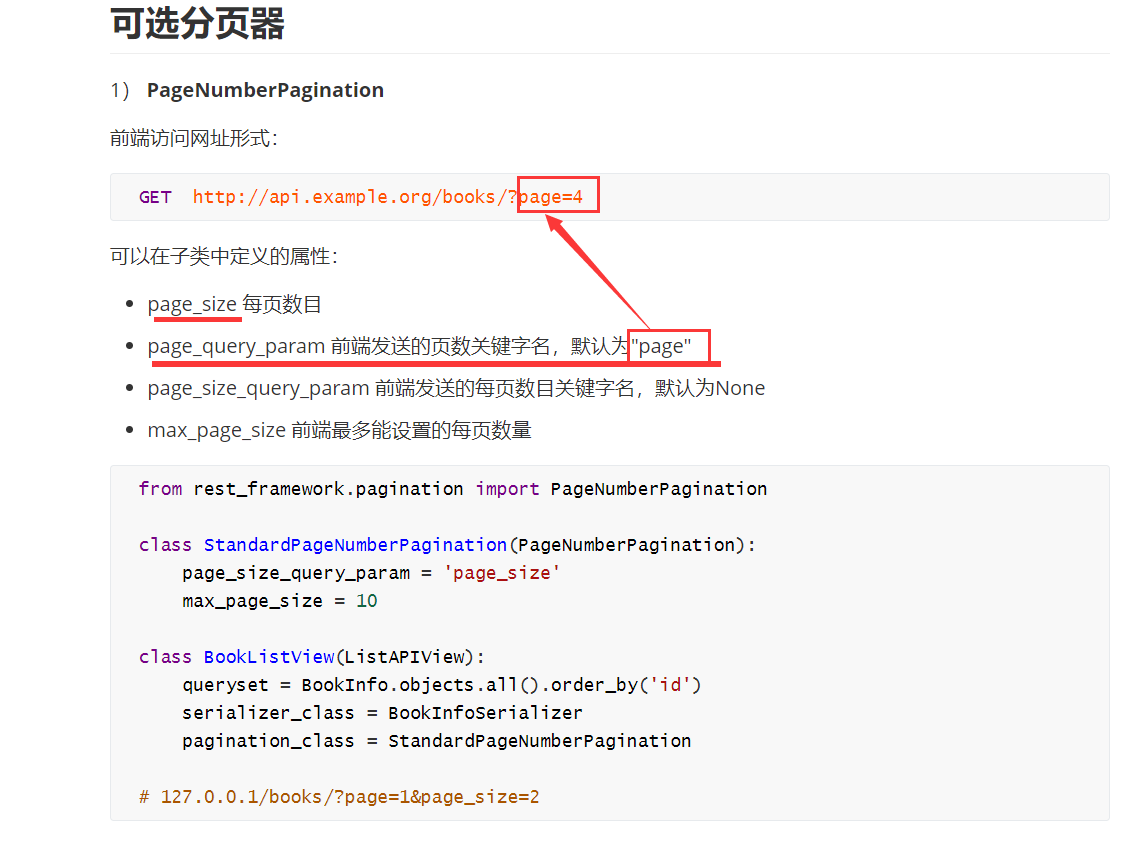 可选分页器
1） PageNumberPagination
前端访问网址形式：
GET  http://api.example.org/books/?page=4
可以在子类中定义的属性：
• page_size 每页数目
• page_query_param 前端发送的页数关键字名，默认为"page"
• page_size_query_param 前端发送的每页数目关键字名，默认为None
• max_page_size 前端最多能设置的每页数量
from rest_framework.pagination import PageNumberPagination
class StandardPageNumberPagination(PageNumberPagination):
    page_size_query_param = 'page_size'
    max_page_size = 10
class BookListView(ListAPIView):
    queryset = BookInfo.objects.all().order_by('id')
    serializer_class = BookInfoSerializer
    pagination_class = StandardPageNumberPagination
# 127.0.0.1/books/?page=1&page_size=2